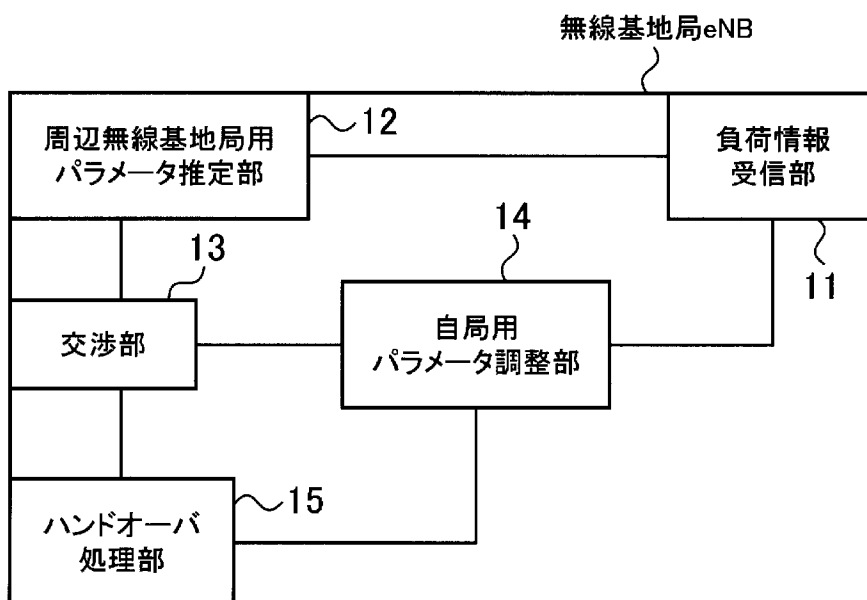 無線基地局eNB
周辺無線基地局用
パラメータ推定部
12
負荷情報
受信部
11
13
交渉部
14
自局用
パラメータ調整部
15
ハンドオーバ
処理部